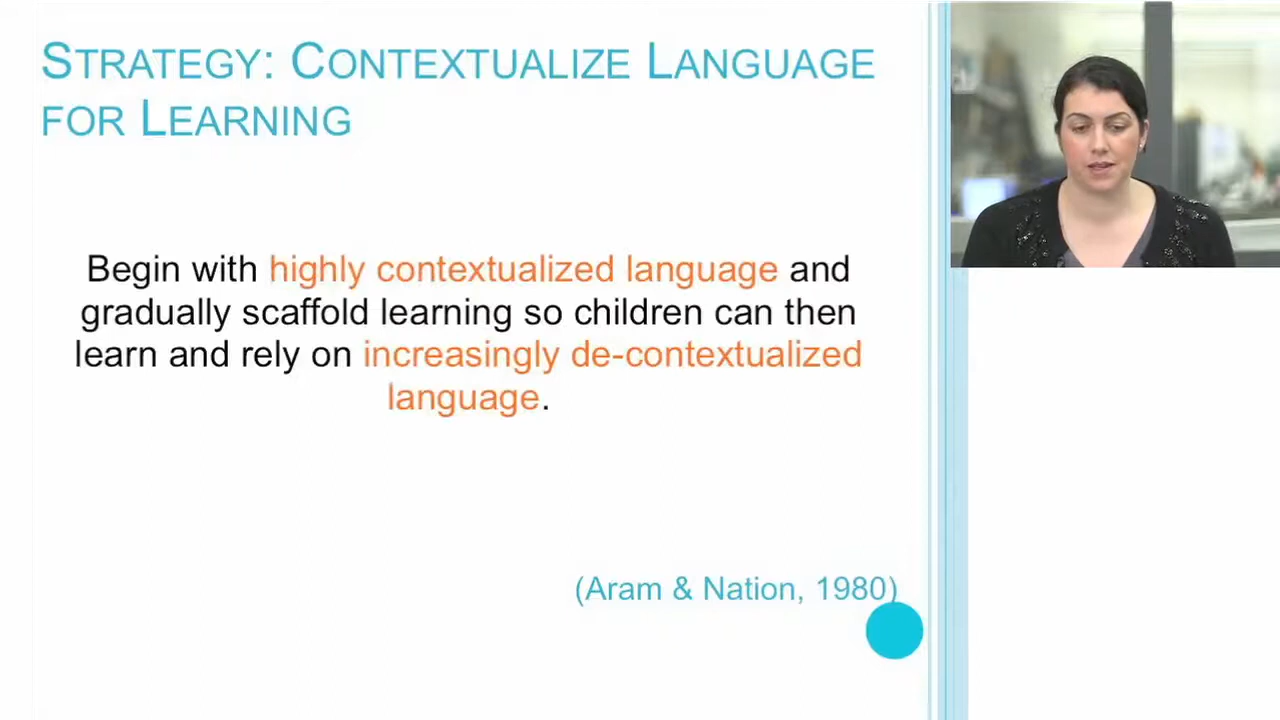 STRATEGY: CONTEXTUALIZE LANGUAGE
FOR LEARNING
Begin with highly contextualized language and
gradually scaffold learning so children can then
learn and rely on increasingly de-contextualized
language.
(Aram & Nation, 1980)